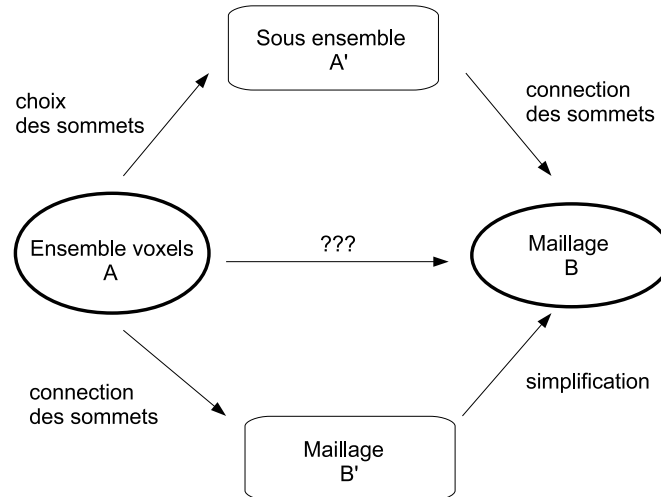 Sous ensemble
A'
choix
des sommets
connection
des sommets
Ensemble voxels
A
???
Maillage
B
connection
des sommets
simplification
Maillage
B'